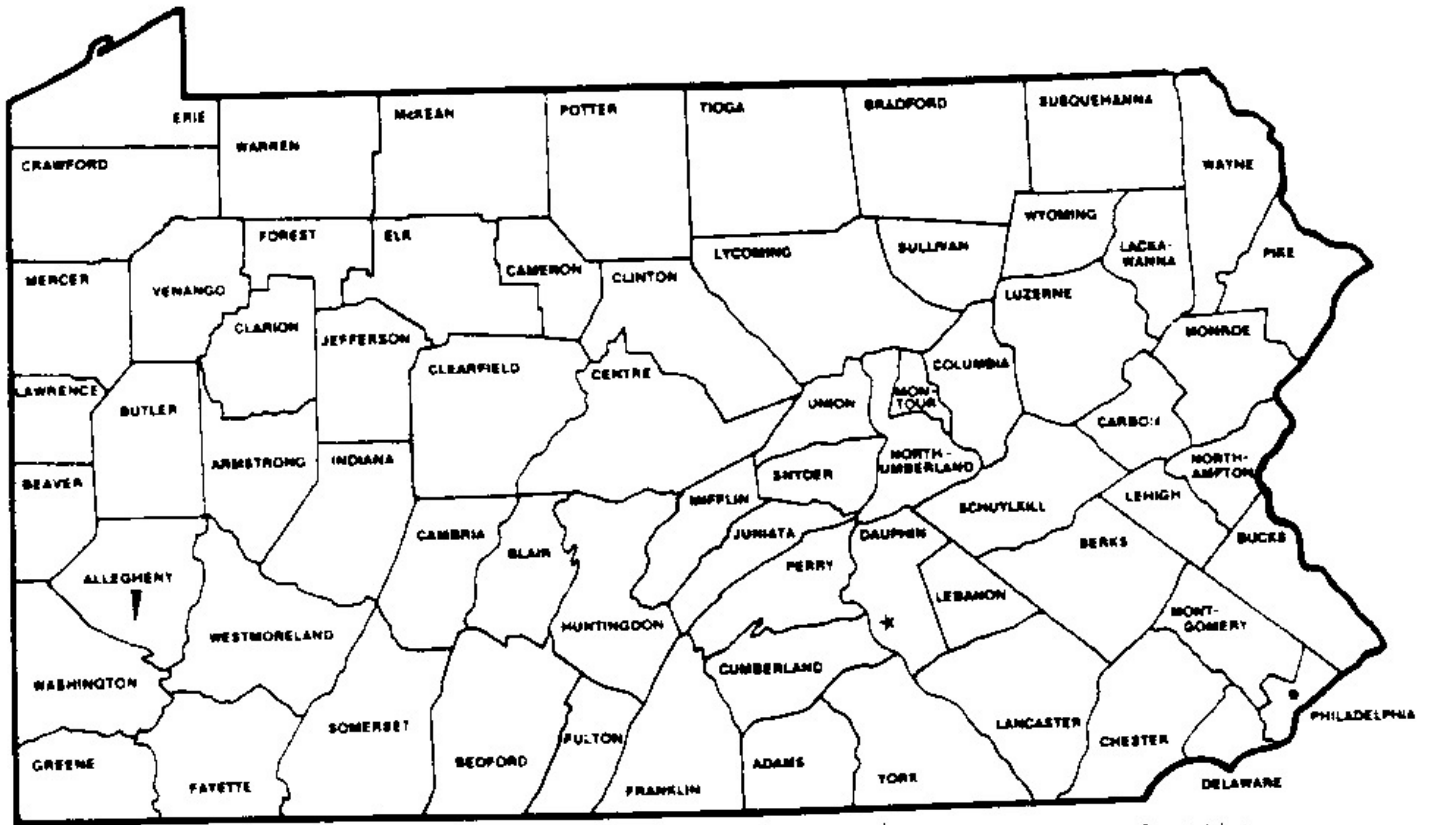 ERIE
CRAWFORD
WARREN
McKEAN
POTTER
TIOGA
BRADFORD
SUSQUEHANNA
WAYNE
WYOMING
LACKA-
WANNA
PIKE
FOREST
ELK
CAMERON
CLINTON
LYCOMING
SULLIVAN
MERCER
VENANGO
LUZERNE
CLARION
JEFFERSON
MONROE
CLEARFIELD
CENTRE
COLUMBIA
LAWRENCE
BUTLER
UNION
MON-
TOUR
CARBON
ARMSTRONG
INDIANA
BEAVER
SNYDER
NORTH-
UMBERLAND
NORTH-
AMPTON
MIFFLIN
LEHIGH
SCHUYLKILL
CAMBRIA
BLAIR
JUNIATA
DAUPHIN
BERKS
BUCKS
PERRY
ALLEGHENY
LEBANON
MONT-
GOMERY
WESTMORELAND
HUNTINGDON
CUMBERLAND
WASHINGTON
SOMERSET
LANCASTER
PHILADELPHIA
FULTON
CHESTER
GREENE
BEDFORD
ADAMS
YORK
FAYETTE
FRANKLIN
DELAWARE